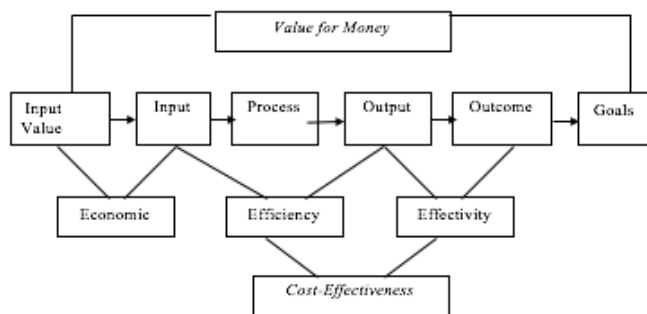 Value for Money
Input
Value
Input
Process
Output
Outcome
Goals
Economic
Efficiency
Effectivity
Cost-Effectiveness